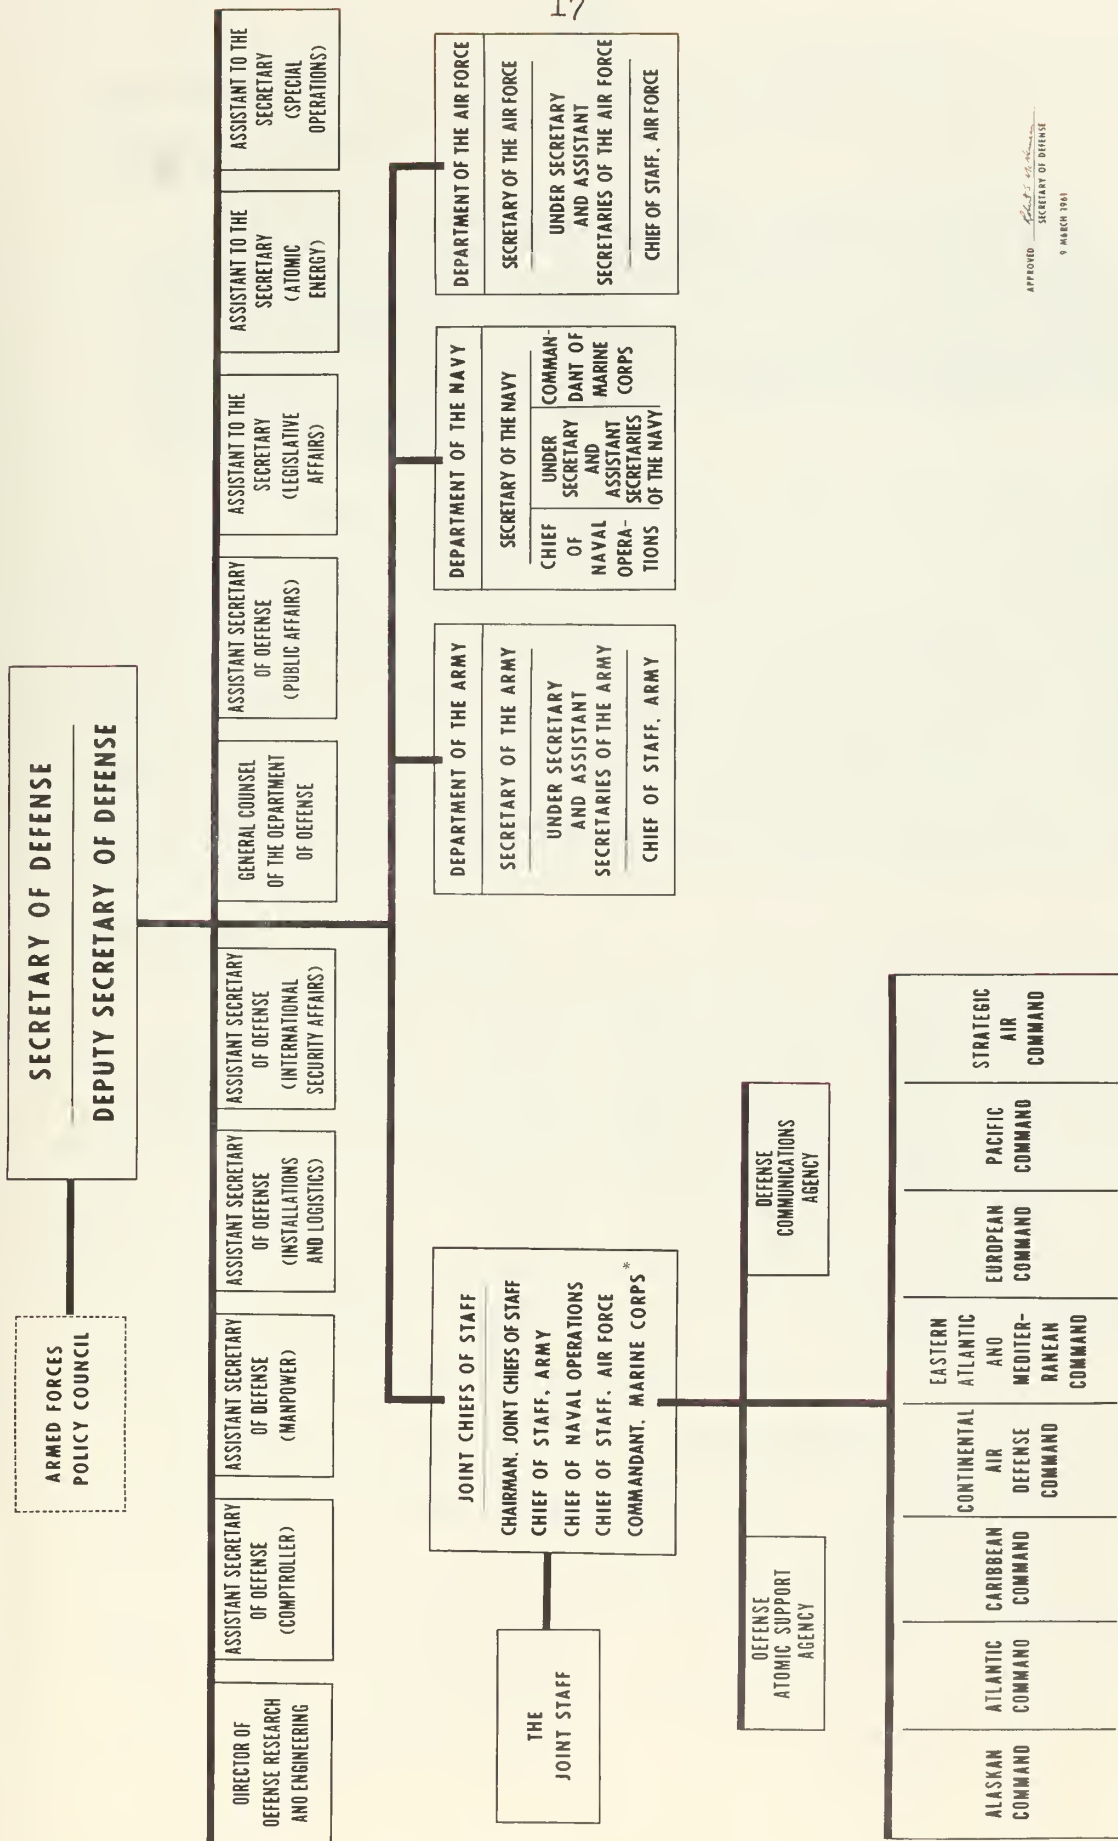 17
SECRETARY OF DEFENSE
DEPUTY SECRETARY OF DEFENSE
ARMED FORCES
POLICY COUNCIL
DIRECTOR OF
DEFENSE RESEARCH
AND ENGINEERING
ASSISTANT SECRETARY
OF DEFENSE
(COMPTROLLER)
ASSISTANT SECRETARY
OF DEFENSE
(MANPOWER)
ASSISTANT SECRETARY
OF DEFENSE
(INSTALLATIONS
AND LOGISTICS)
ASSISTANT SECRETARY
OF DEFENSE
(INTERNATIONAL
SECURITY AFFAIRS)
GENERAL COUNSEL
OF THE DEPARTMENT
OF DEFENSE
ASSISTANT SECRETARY
OF DEFENSE
(PUBLIC AFFAIRS)
ASSISTANT TO THE
SECRETARY
(LEGISLATIVE
AFFAIRS)
ASSISTANT TO THE
SECRETARY
(ATOMIC
ENERGY)
ASSISTANT TO THE
SECRETARY
(SPECIAL
OPERATIONS)
THE
JOINT STAFF
JOINT CHIEFS OF STAFF
CHAIRMAN, JOINT CHIEFS OF STAFF
CHIEF OF STAFF, ARMY
CHIEF OF NAVAL OPERATIONS
CHIEF OF STAFF, AIR FORCE
COMMANDANT, MARINE CORPS *
DEPARTMENT OF THE ARMY
SECRETARY OF THE ARMY
UNDER SECRETARY
AND ASSISTANT
SECRETARIES OF THE ARMY
CHIEF OF STAFF, ARMY
DEPARTMENT OF THE NAVY
SECRETARY OF THE NAVY
CHIEF
OF
NAVAL
OPERA-
TIONS
UNDER
SECRETARY
AND
ASSISTANT
SECRETARIES
OF THE NAVY
COMMAN-
DANT OF
MARINE
CORPS
DEPARTMENT OF THE AIR FORCE
SECRETARY OF THE AIR FORCE
UNDER SECRETARY
AND ASSISTANT
SECRETARIES OF THE AIR FORCE
CHIEF OF STAFF, AIR FORCE
DEFENSE
ATOMIC SUPPORT
AGENCY
DEFENSE
COMMUNICATIONS
AGENCY
ALASKAN
COMMAND
ATLANTIC
COMMAND
CARIBBEAN
COMMAND
CONTINENTAL
AIR
DEFENSE
COMMAND
EASTERN
ATLANTIC
AND
MEDITER-
RANEAN
COMMAND
EUROPEAN
COMMAND
PACIFIC
COMMAND
STRATEGIC
AIR
COMMAND
APPROVED
SECRETARY OF DEFENSE
9 MARCH 1961